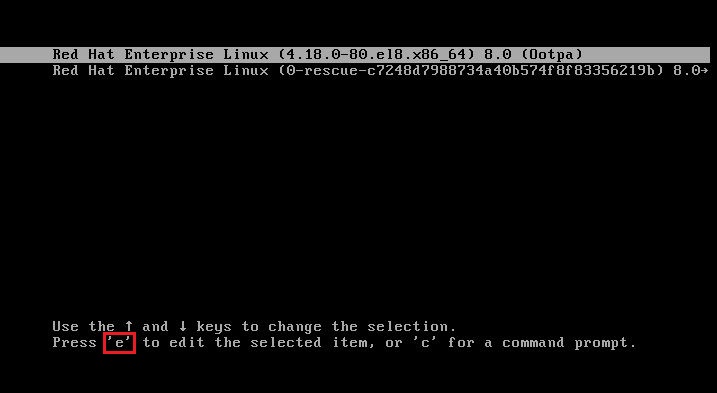 Red Hat Enterprise Linux (4.18.0-80.el8.x86_64) 8.0 (Ootpa)
Red Hat Enterprise Linux (0-rescue-c7248d7988734a40b574f8f83356219b) 8.0→
Use the ↑ and ↓ keys to change the selection.
Press 'e' to edit the selected item, or 'c' for a command prompt.